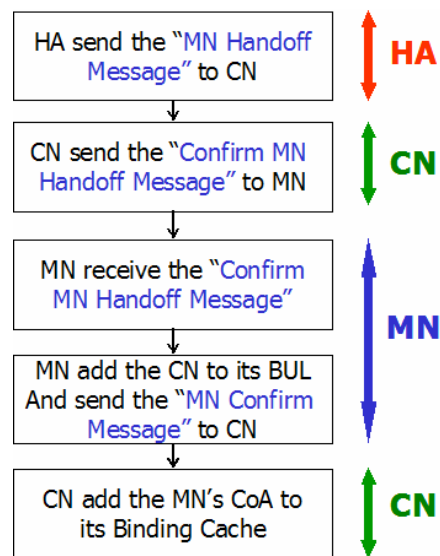 HA send the “MN Handoff
Message” to CN
HA
CN send the “Confirm MN
Handoff Message” to MN
CN
MN receive the “Confirm
MN Handoff Message”
MN
MN add the CN to its BUL
And send the “MN Confirm
Message” to CN
CN add the MN’s CoA to
its Binding Cache
CN